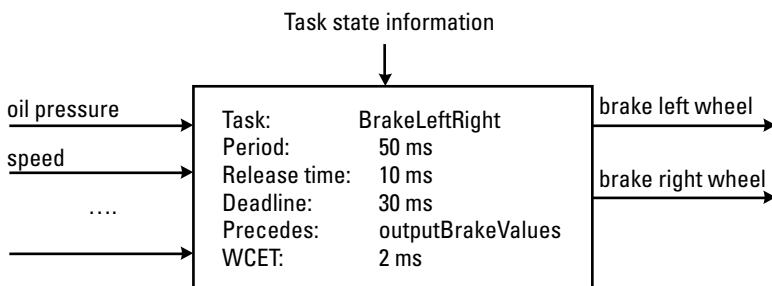 Task state information
oil pressure
speed
....
Task: BrakeLeftRight
Period: 50 ms
Release time: 10 ms
Deadline: 30 ms
Precedes: outputBrakeValues
WCET: 2 ms
brake left wheel
brake right wheel